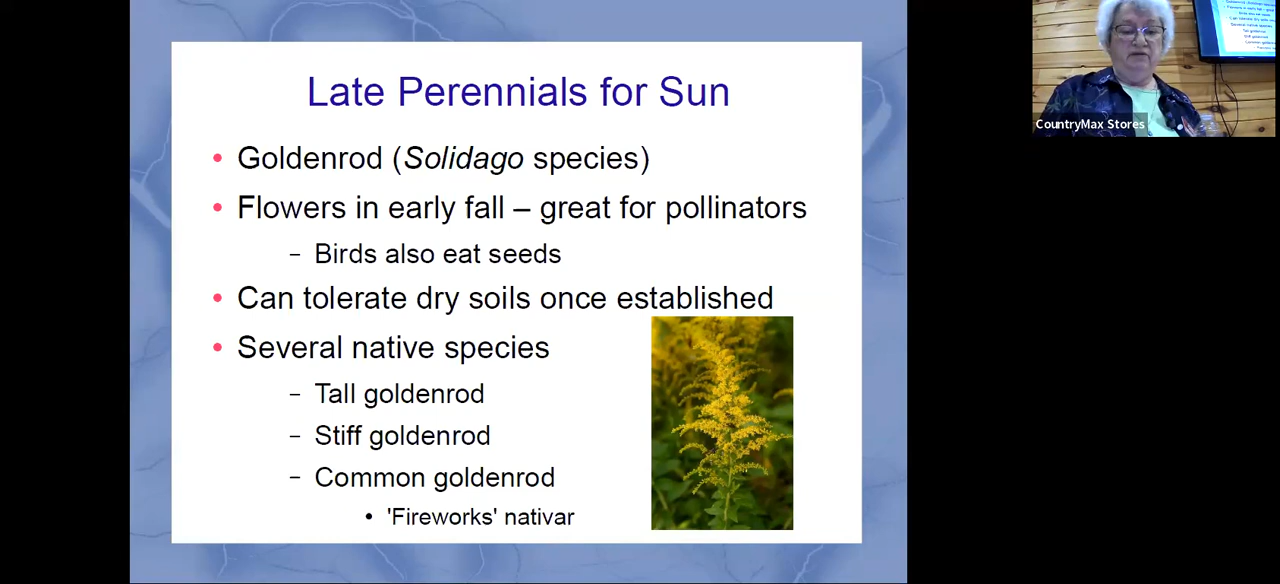 Late Perennials for Sun
• Goldenrod (Solidago species)
• Flowers in early fall – great for pollinators
– Birds also eat seeds
• Can tolerate dry soils once established
• Several native species
– Tall goldenrod
– Stiff goldenrod
– Common goldenrod
• 'Fireworks' nativar
CountryMax Stores